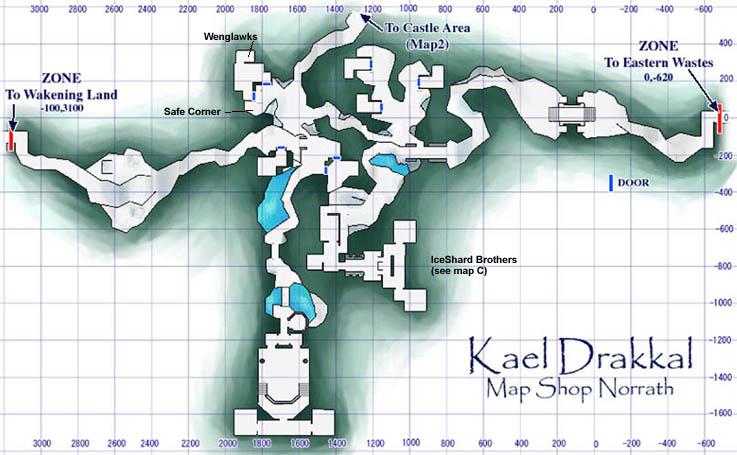 3000 2800 2600 2400 2200 2000 1800 1600 1400 1200 1000 800 600 400 200 0 -200 -400 -600
Wenglawks
To Castle Area
(Map2)
400
ZONE
To Eastern Wastes
0,-620
ZONE
To Wakening Land
-100,3100
200
Safe Corner
0
-200
DOOR
-400
-600
IceShard Brothers
(see map C)
-800
-1000
-1200
Kael Drakkal
Map Shop Norrath
-1400
-1600
3000 2800 2600 2400 2200 2000 1800 1600 1400 1200 1000 800 600 400 200 0 -200 -400 -600